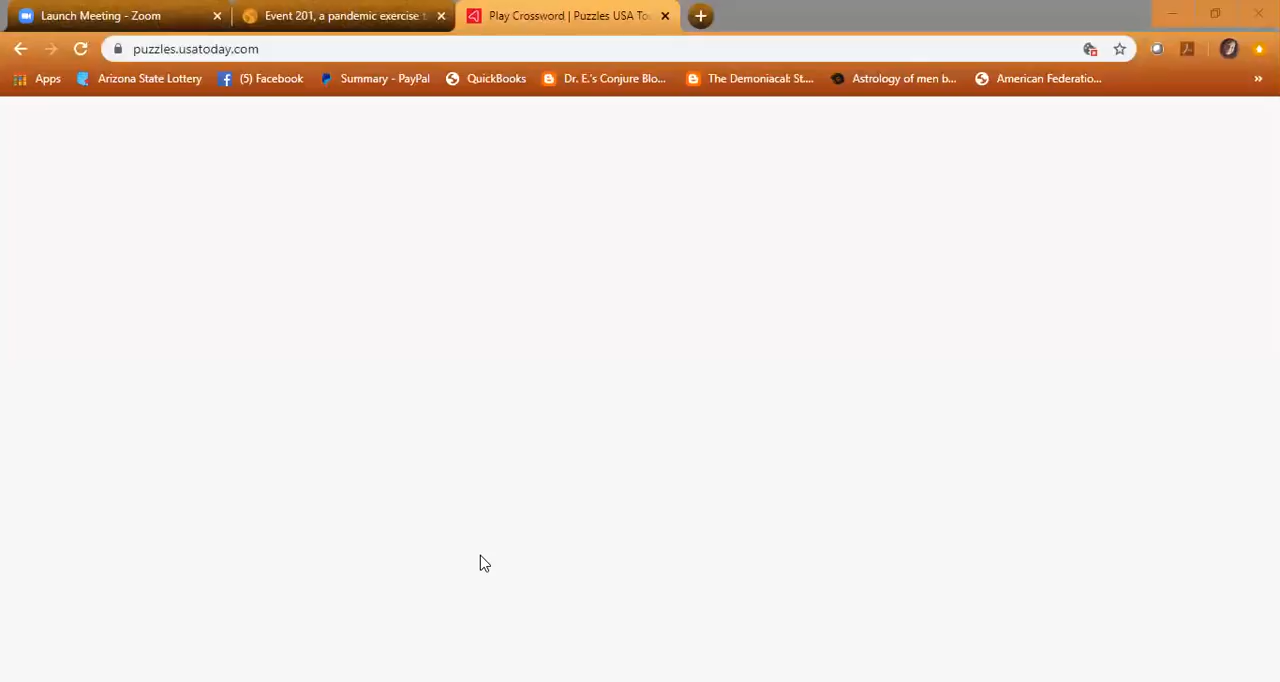 Launch Meeting - Zoom
Event 201, a pandemic exercise t
Play Crossword | Puzzles USA To
puzzles.usatoday.com
Apps
Arizona State Lottery
(5) Facebook
Summary - PayPal
QuickBooks
Dr. E.'s Conjure Blo...
The Demoniacal: St....
Astrology of men b...
American Federatio...